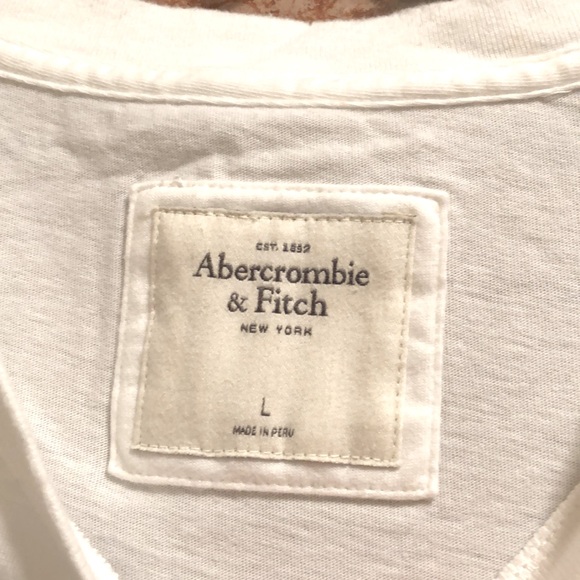 EST. 1892
Abercrombie
& Fitch
NEW YORK
L
MADE IN PERU